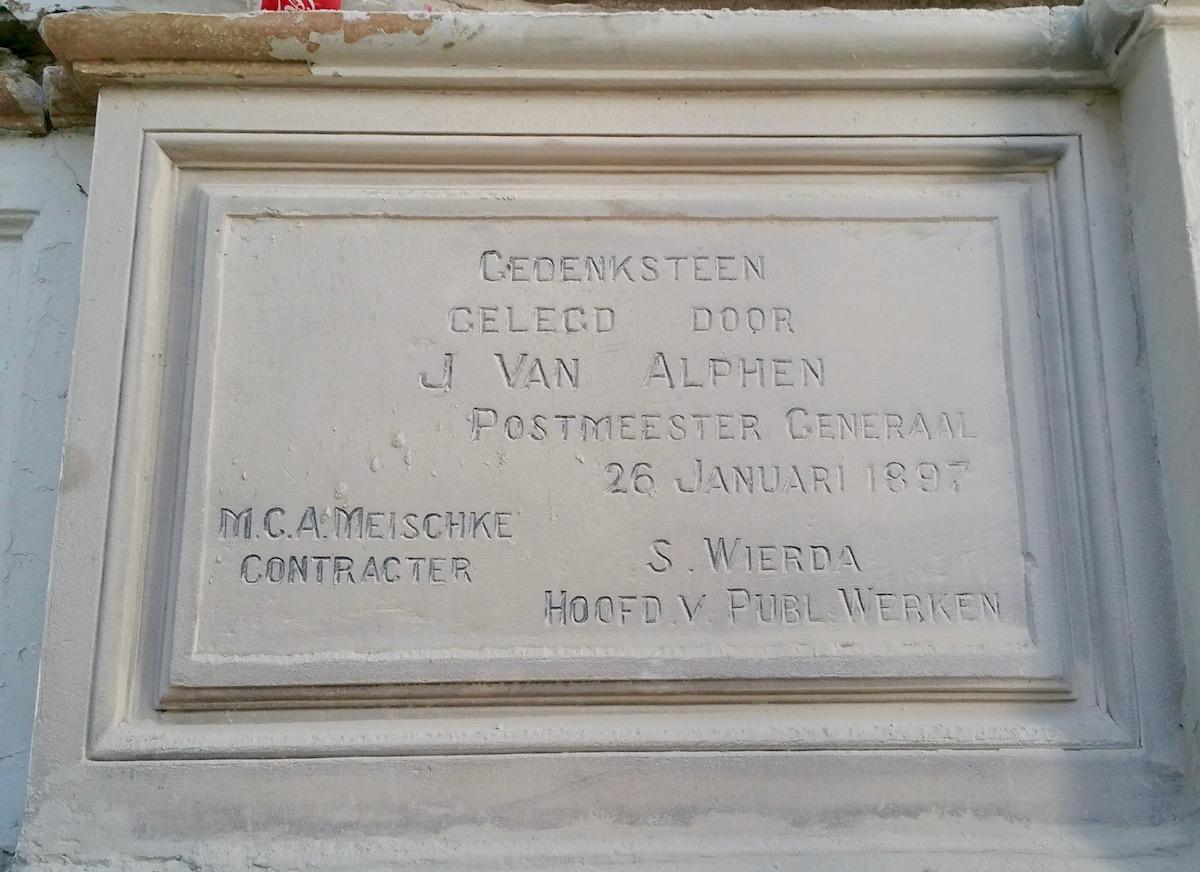 GEDENKSTEEN
GELEGD DOOR
J VAN ALPHEN
POSTMEESTER GENERAAL
26 JANUARI 1897
M.C.A. MEISCHKE
CONTRACTER
S. WIERDA
HOOFD. V. PUBL. WERKEN